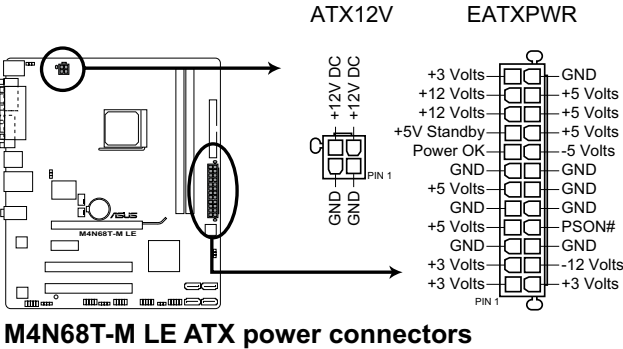 ATX12V
EATXPWR
+12V DC
+12V DC
GND
GND
PIN 1
+3 Volts GND
+12 Volts +5 Volts
+12 Volts +5 Volts
+5V Standby +5 Volts
Power OK -5 Volts
GND GND
+5 Volts GND
GND GND
+5 Volts PSON#
GND GND
+3 Volts -12 Volts
+3 Volts +3 Volts
PIN 1
ASUS
M4N68T-M LE
M4N68T-M LE ATX power connectors